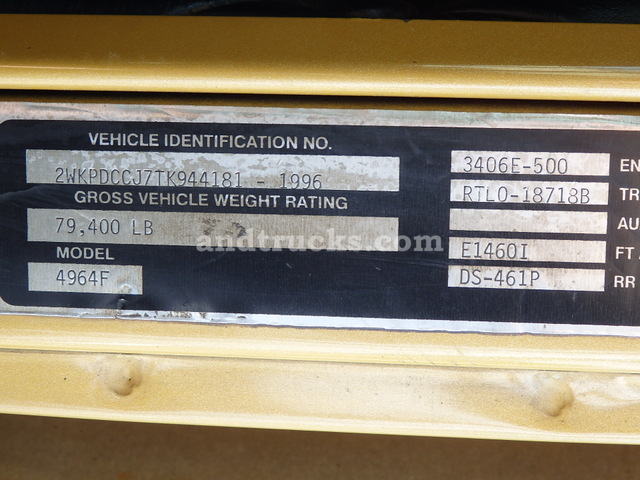 VEHICLE IDENTIFICATION NO.
2WKPDCCJ7TK944181 - 1996
GROSS VEHICLE WEIGHT RATING
79,400 LB
MODEL
4964F
3406E-500 EN
RTLO-18718B TR
AU
E1460I FT
DS-461P RR
andtrucks.com